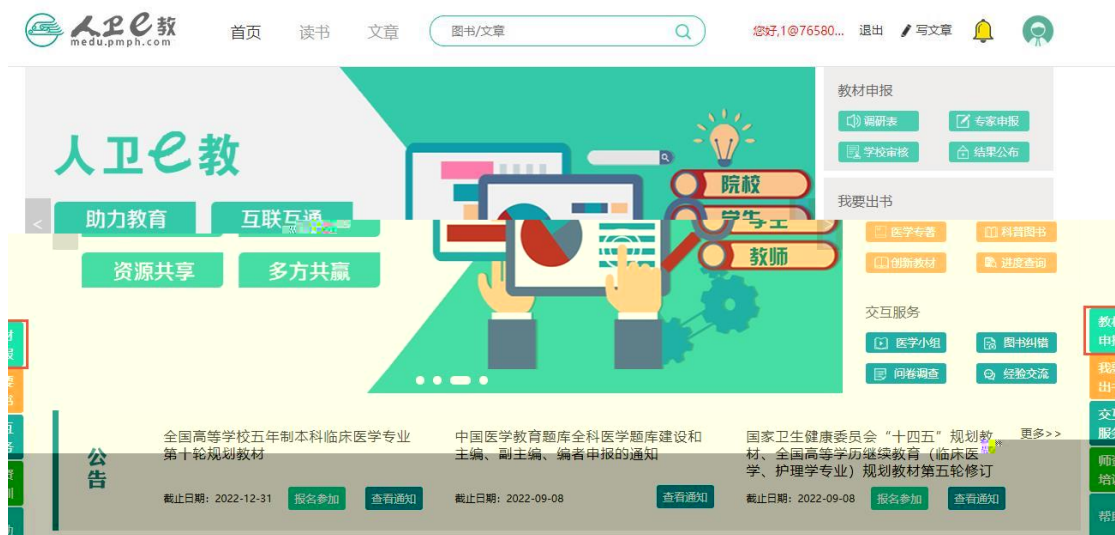 人卫e教
medu.pmph.com
首页
读书
文章
图书/文章
您好,1@76580...
退出
写文章
教材申报
调研表
专家申报
学校审核
结果公布
我要出书
医学专著
科普图书
创新教材
进度查询
交互服务
医学小组
图书纠错
问卷调查
经验交流
人卫e教
助力教育
互联互通
资源共享
多方共赢
院校
学生
教师
公告
全国高等学校五年制本科临床医学专业
第十轮规划教材
截止日期: 2022-12-31
报名参加
查看通知
中国医学教育题库全科医学题库建设和
主编、副主编、编者申报的通知
截止日期: 2022-09-08
查看通知
国家卫生健康委员会“十四五”规划教
材、全国高等学历继续教育（临床医
学、护理学专业）规划教材第五轮修订
截止日期: 2022-09-08
报名参加
查看通知
更多>>